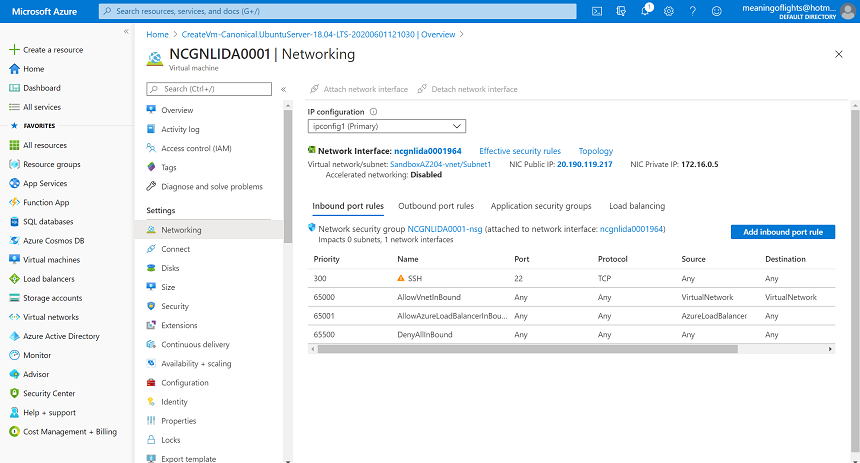 Microsoft Azure
Search resources, services, and docs (G+/)
1
meaningoflights@hotm...
DEFAULT DIRECTORY
Home > CreateVm-Canonical.UbuntuServer-18.04-LTS-20200601121030 | Overview >
NCGNLIDA0001 | Networking
Virtual machine
Create a resource
Home
Dashboard
All services
FAVORITES
All resources
Resource groups
App Services
Function App
SQL databases
Azure Cosmos DB
Virtual machines
Load balancers
Storage accounts
Virtual networks
Azure Active Directory
Monitor
Advisor
Security Center
Help + support
Cost Management + Billing
Search (Ctrl+/)
Overview
Activity log
Access control (IAM)
Tags
Diagnose and solve problems
Settings
Networking
Connect
Disks
Size
Security
Extensions
Continuous delivery
Availability + scaling
Configuration
Identity
Properties
Locks
Export template
Attach network interface Detach network interface
IP configuration
ipconfig1 (Primary)
Network Interface: ncgnlida0001964 Effective security rules Topology
Virtual network/subnet: SandboxAZ204-vnet/Subnet1 NIC Public IP: 20.190.119.217 NIC Private IP: 172.16.0.5
Accelerated networking: Disabled
Inbound port rules Outbound port rules Application security groups Load balancing
Network security group NCGNLIDA0001-nsg (attached to network interface: ncgnlida0001964)
Impacts 0 subnets, 1 network interfaces
Add inbound port rule
Priority Name Port Protocol Source Destination
300 SSH 22 TCP Any Any
65000 AllowVnetInBound Any Any VirtualNetwork VirtualNetwork
65001 AllowAzureLoadBalancerInBou... Any Any AzureLoadBalancer Any
65500 DenyAllInBound Any Any Any Any